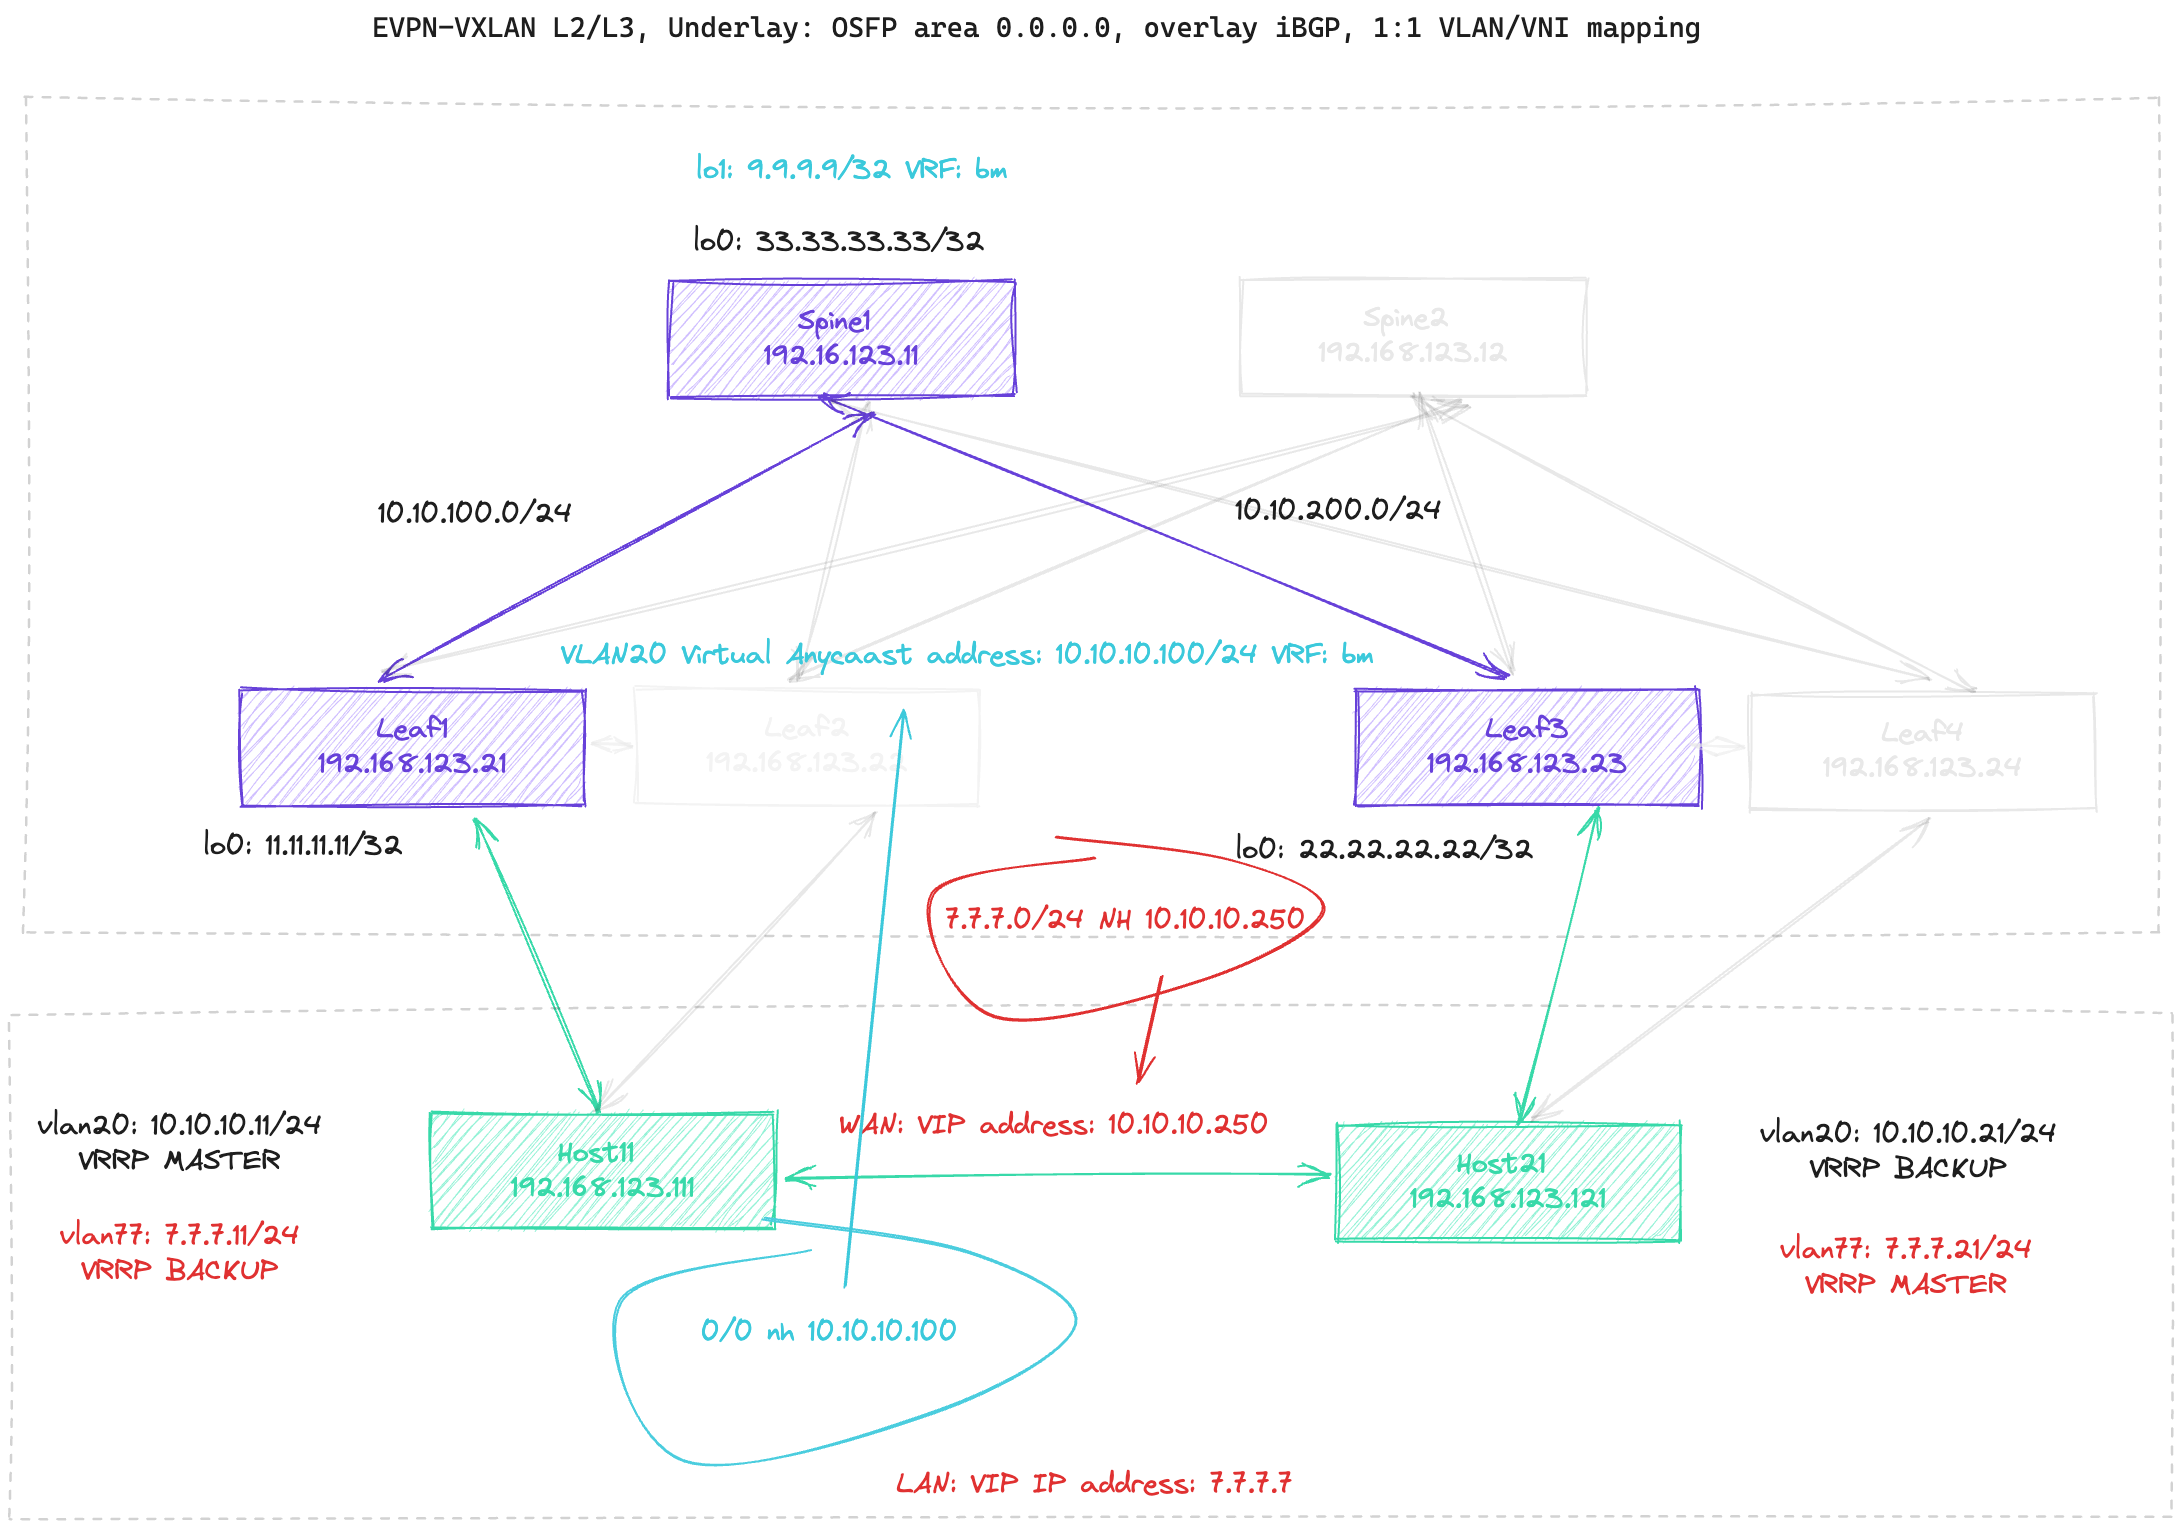 EVPN-VXLAN L2/L3, Underlay: OSFP area 0.0.0.0, overlay iBGP, 1:1 VLAN/VNI mapping
lo1: 9.9.9.9/32 VRF: bm
lo0: 33.33.33.33/32
Spine1
192.16.123.11
Spine2
192.168.123.12
10.10.100.0/24
10.10.200.0/24
VLAN20 Virtual Anycaast address: 10.10.10.100/24 VRF: bm
Leaf1
192.168.123.21
Leaf2
192.168.123.22
Leaf3
192.168.123.23
Leaf4
192.168.123.24
lo0: 11.11.11.11/32
lo0: 22.22.22.22/32
7.7.7.0/24 NH 10.10.10.250
vlan20: 10.10.10.11/24
VRRP MASTER
WAN: VIP address: 10.10.10.250
Host11
192.168.123.111
Host21
192.168.123.121
vlan20: 10.10.10.21/24
VRRP BACKUP
vlan77: 7.7.7.11/24
VRRP BACKUP
vlan77: 7.7.7.21/24
VRRP MASTER
0/0 nh 10.10.10.100
LAN: VIP IP address: 7.7.7.7